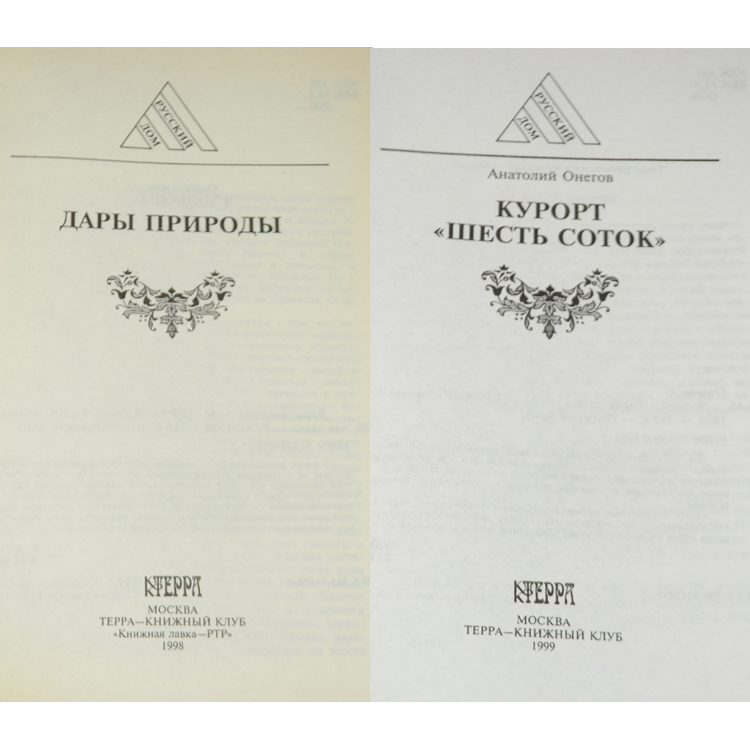 РУССКИЙ
ДОМ
ДАРЫ ПРИРОДЫ
ТЕРРА
МОСКВА
ТЕРРА—КНИЖНЫЙ КЛУБ
«Книжная лавка—РТР»
1998
РУССКИЙ
ДОМ
Анатолий Онегов
КУРОРТ
«ШЕСТЬ СОТОК»
ТЕРРА
МОСКВА
ТЕРРА—КНИЖНЫЙ КЛУБ
1999